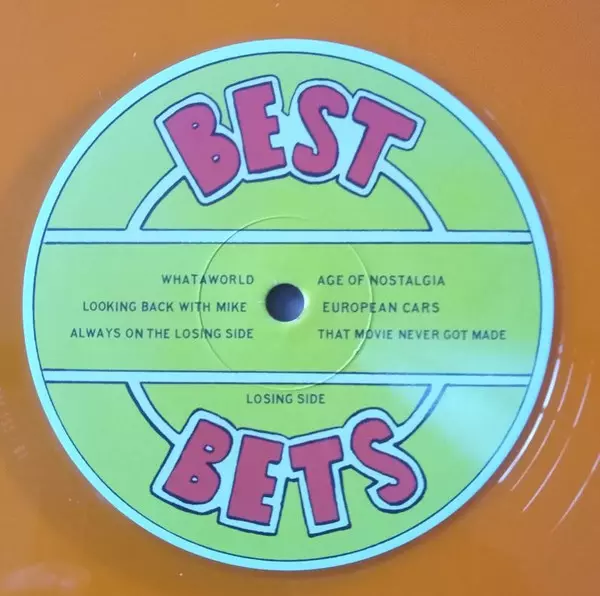 BEST
WHATAWORLD
LOOKING BACK WITH MIKE
ALWAYS ON THE LOSING SIDE
AGE OF NOSTALGIA
EUROPEAN CARS
THAT MOVIE NEVER GOT MADE
LOSING SIDE
BETS